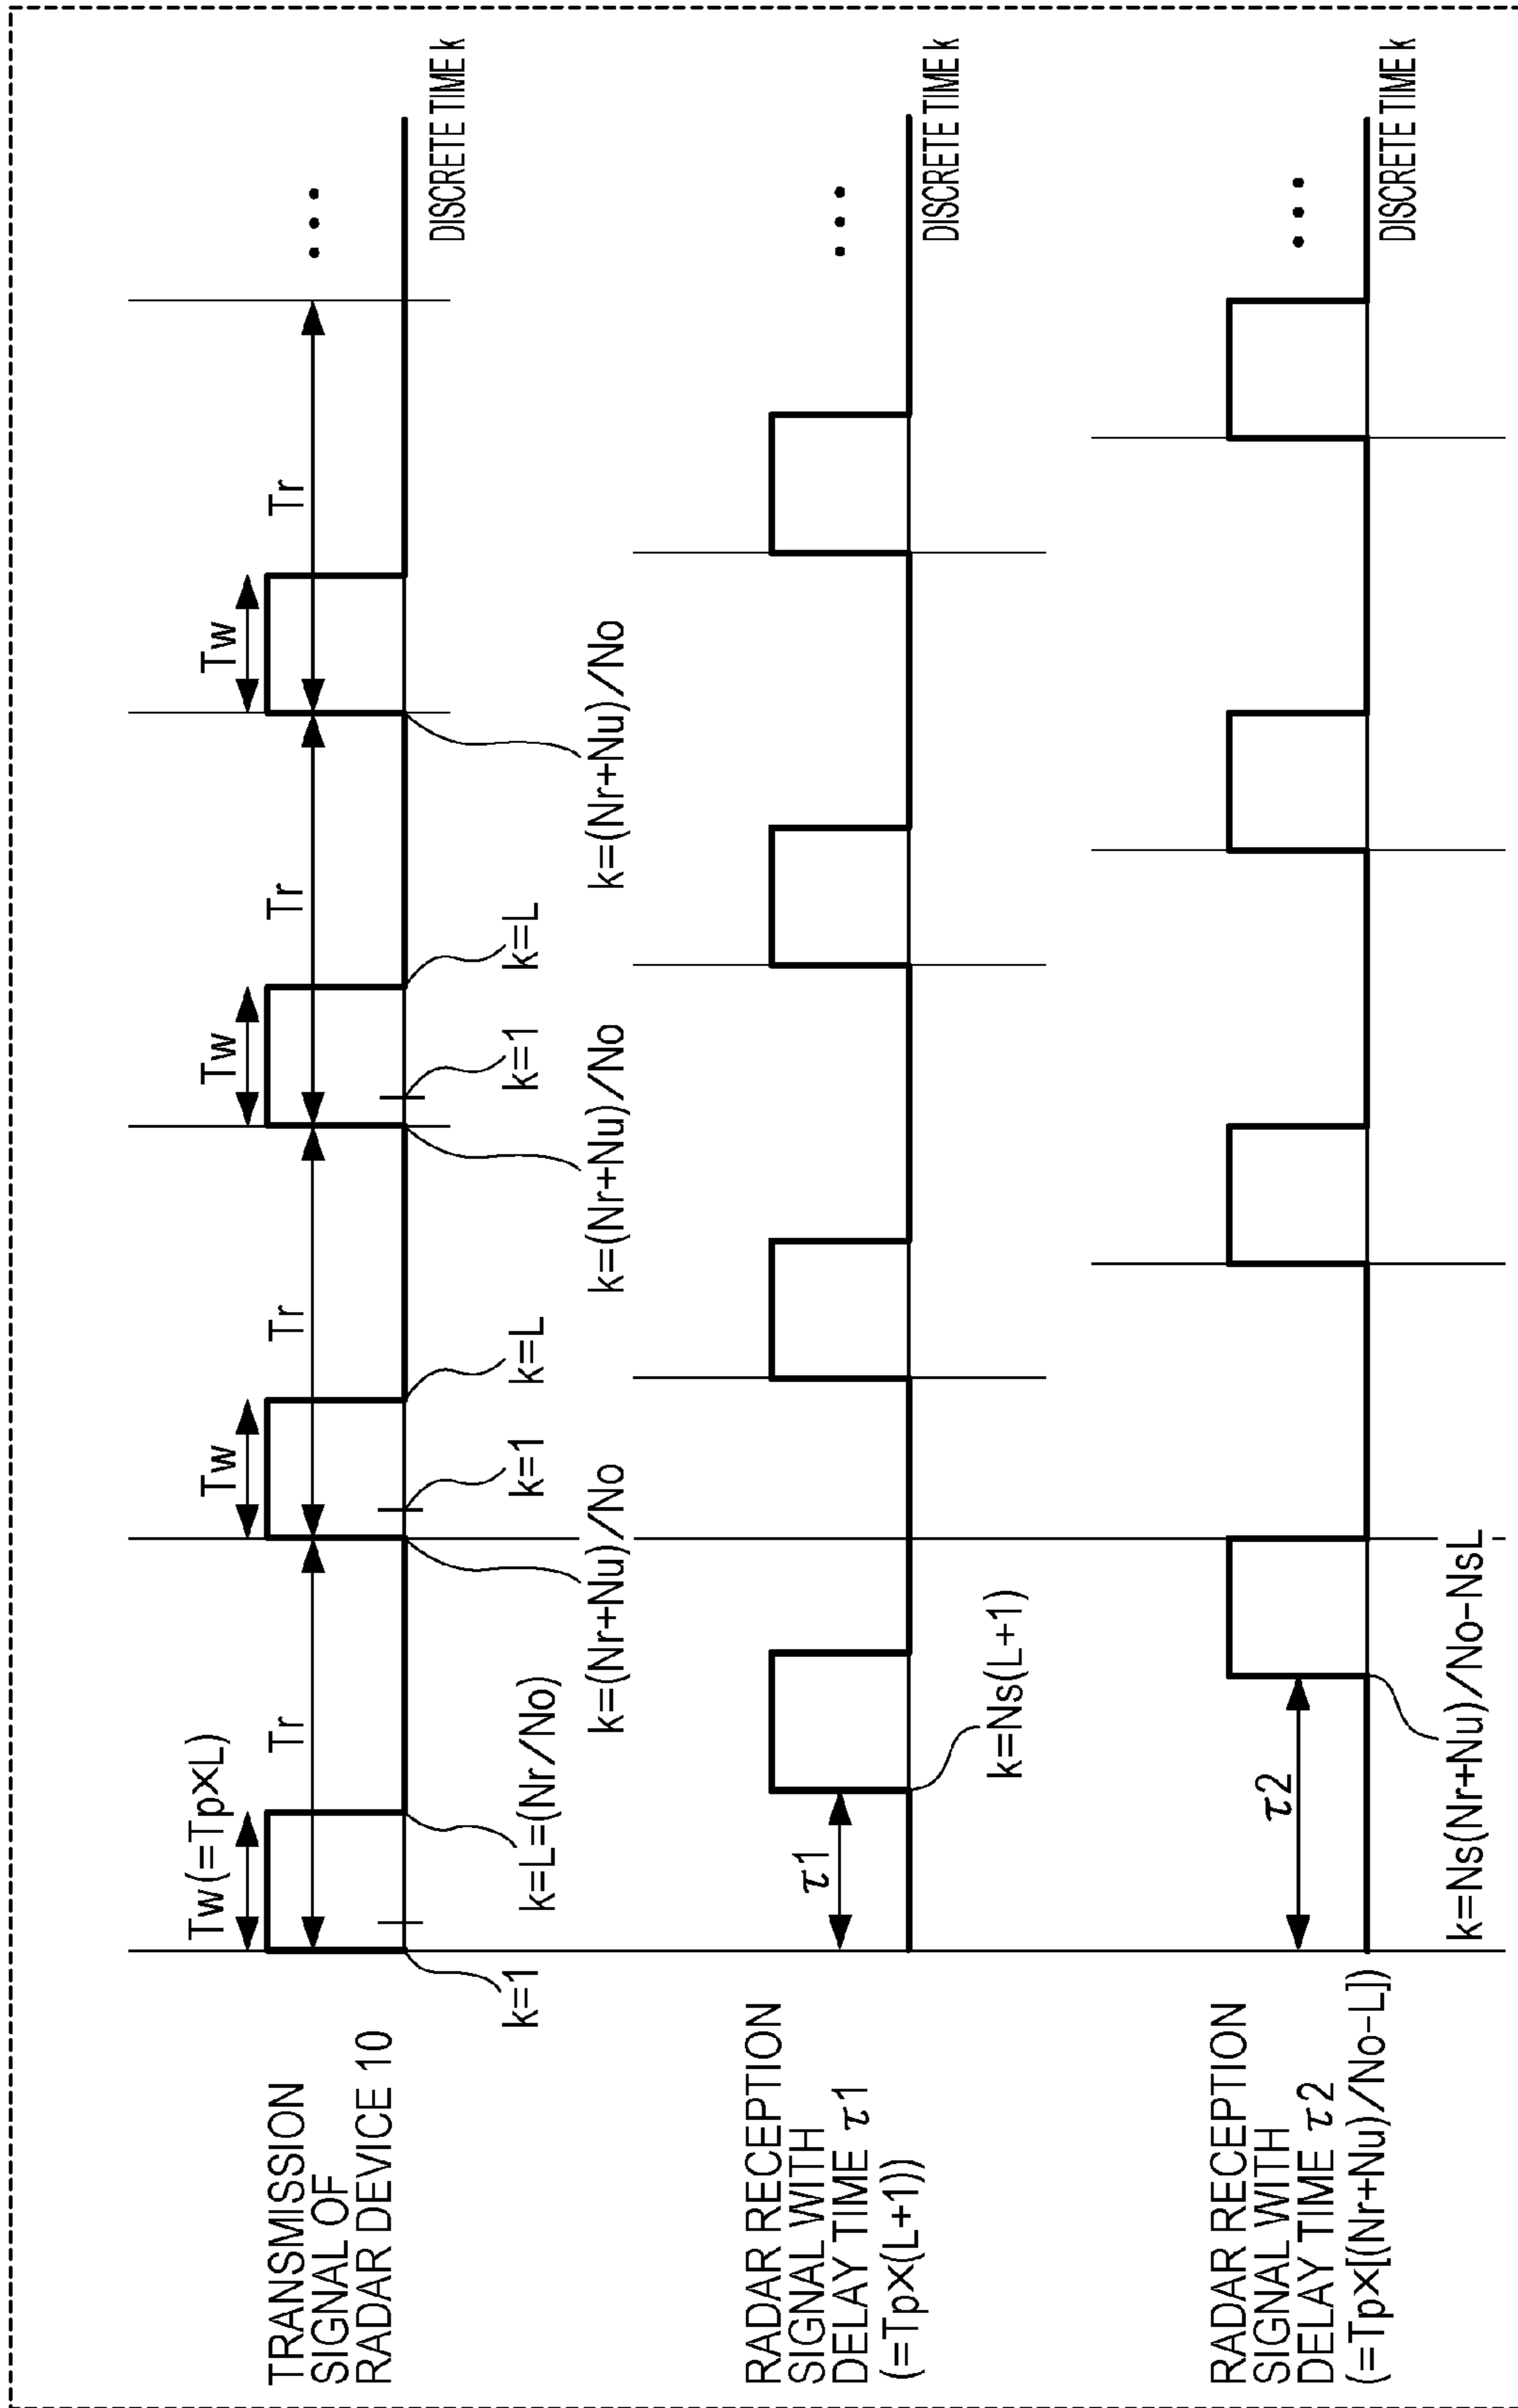 TRANSMISSION
SIGNAL OF
RADAR DEVICE 10
Tw(=Tp×L)
Tw
Tw
Tw
Tr
Tr
Tr
Tr
...
DISCRETE TIME k
k=1
k=L=(Nr/No)
k=1
k=L
k=1
k=L
k=(Nr+Nu)/No
k=(Nr+Nu)/No
k=(Nr+Nu)/No
RADAR RECEPTION
SIGNAL WITH
DELAY TIME τ1
(=Tp×(L+1))
τ1
...
DISCRETE TIME k
k=Ns(L+1)
RADAR RECEPTION
SIGNAL WITH
DELAY TIME τ2
(=Tp×[(Nr+Nu)/No-L])
τ2
...
DISCRETE TIME k
k=Ns(Nr+Nu)/No-NsL